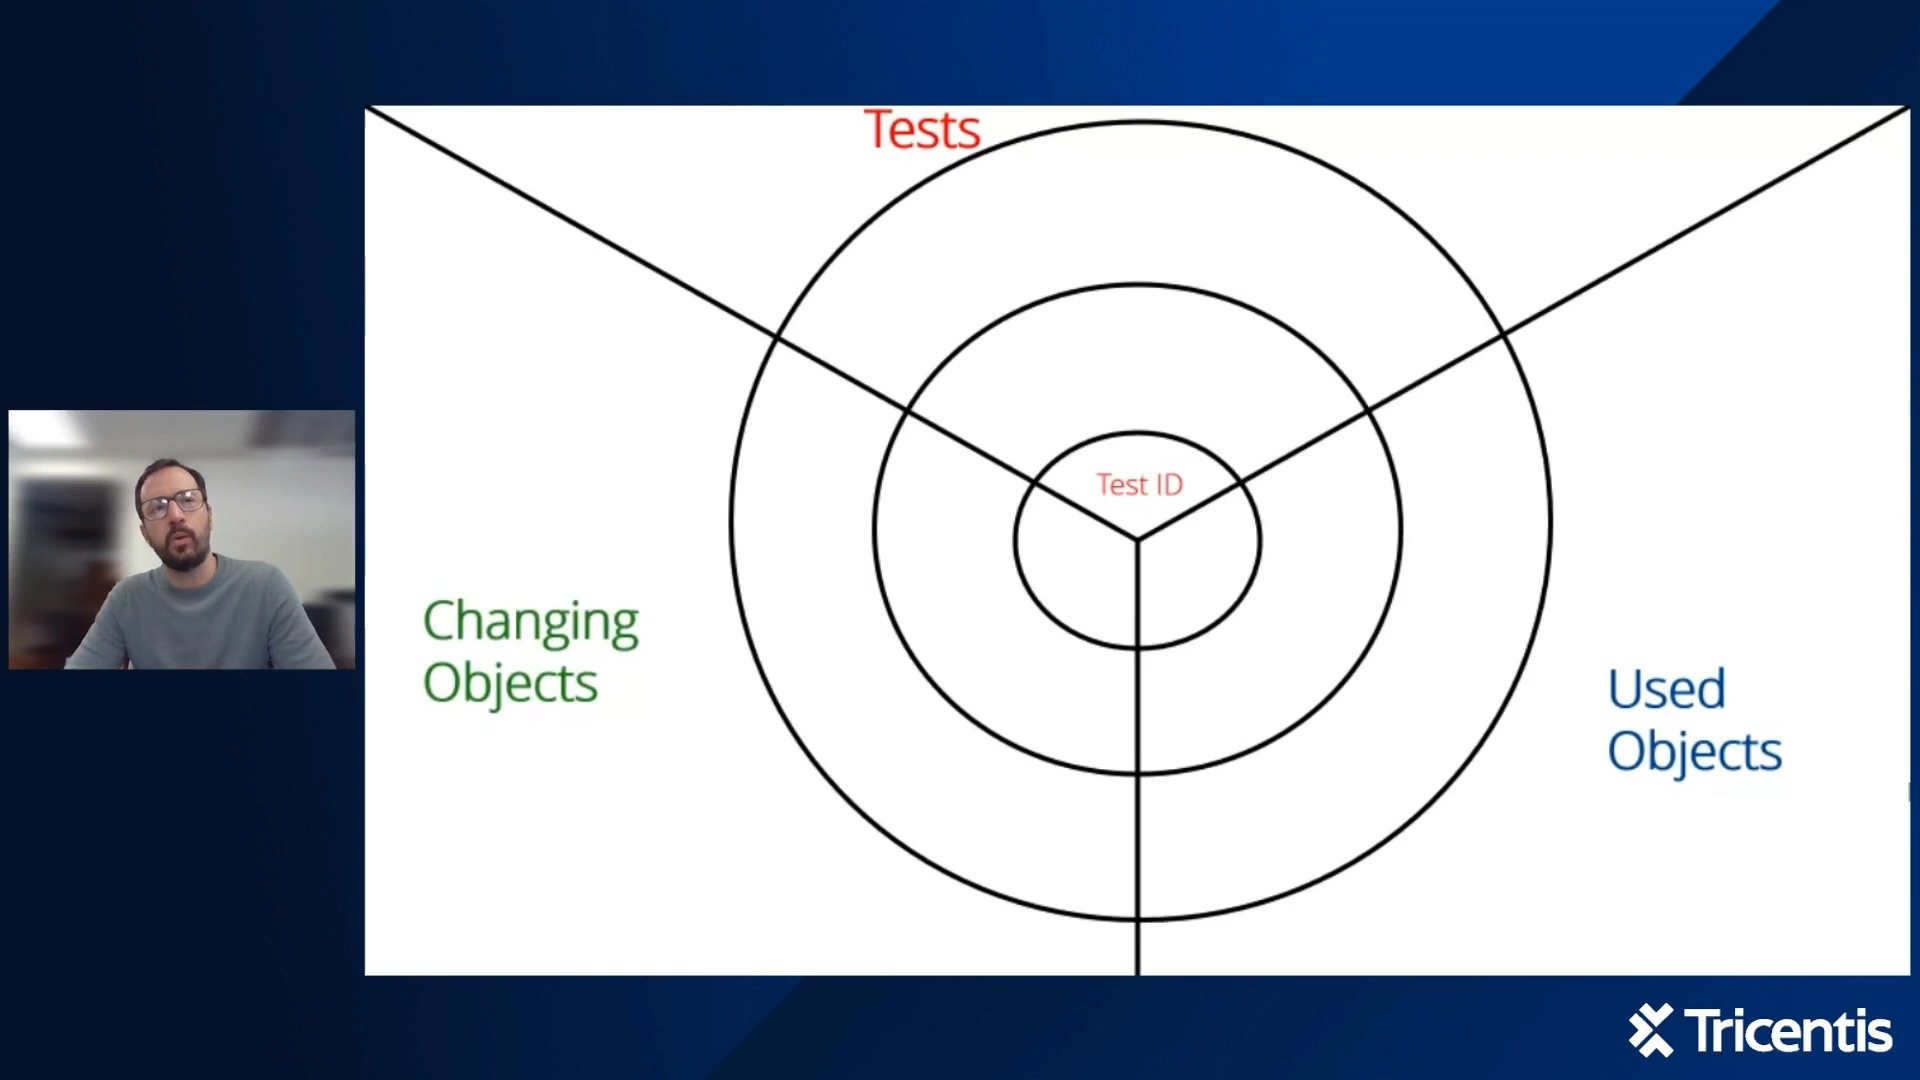 Tests
Test ID
Changing
Objects
Used
Objects
Tricentis